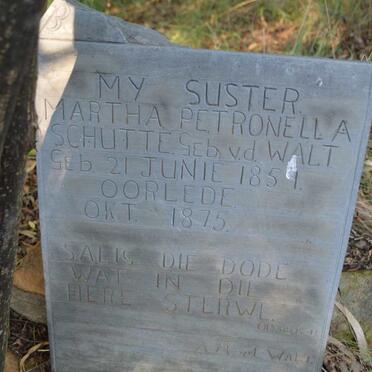 MY SUSTER
MARTHA PETRONELLA
SCHUTTE Geb v.d. WALT
Geb. 21 JUNIE 1851.
OORLEDE
OKT 1875.
SALIG DIE DODE
WAT IN DIE
HERE STERWE.
WALT